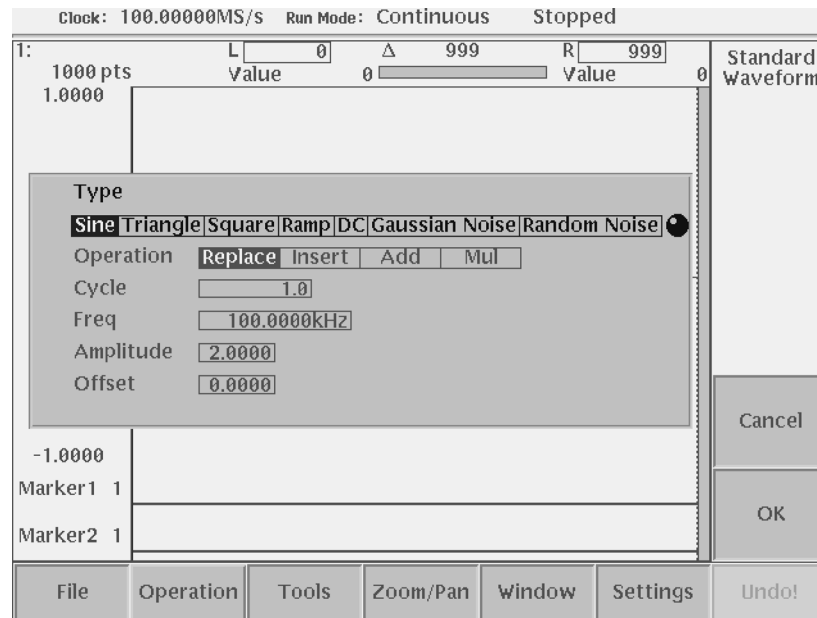 Clock: 100.00000MS/s Run Mode: Continuous Stopped
1: L 0 Δ 999 R 999
1000 pts Value 0 Value 0
Standard
Waveform
1.0000
Type
Sine Triangle Square Ramp DC Gaussian Noise Random Noise
Operation Replace Insert Add Mul
Cycle 1.0
Freq 100.0000kHz
Amplitude 2.0000
Offset 0.0000
Cancel
-1.0000
Marker1 1
OK
Marker2 1
File Operation Tools Zoom/Pan Window Settings Undo!